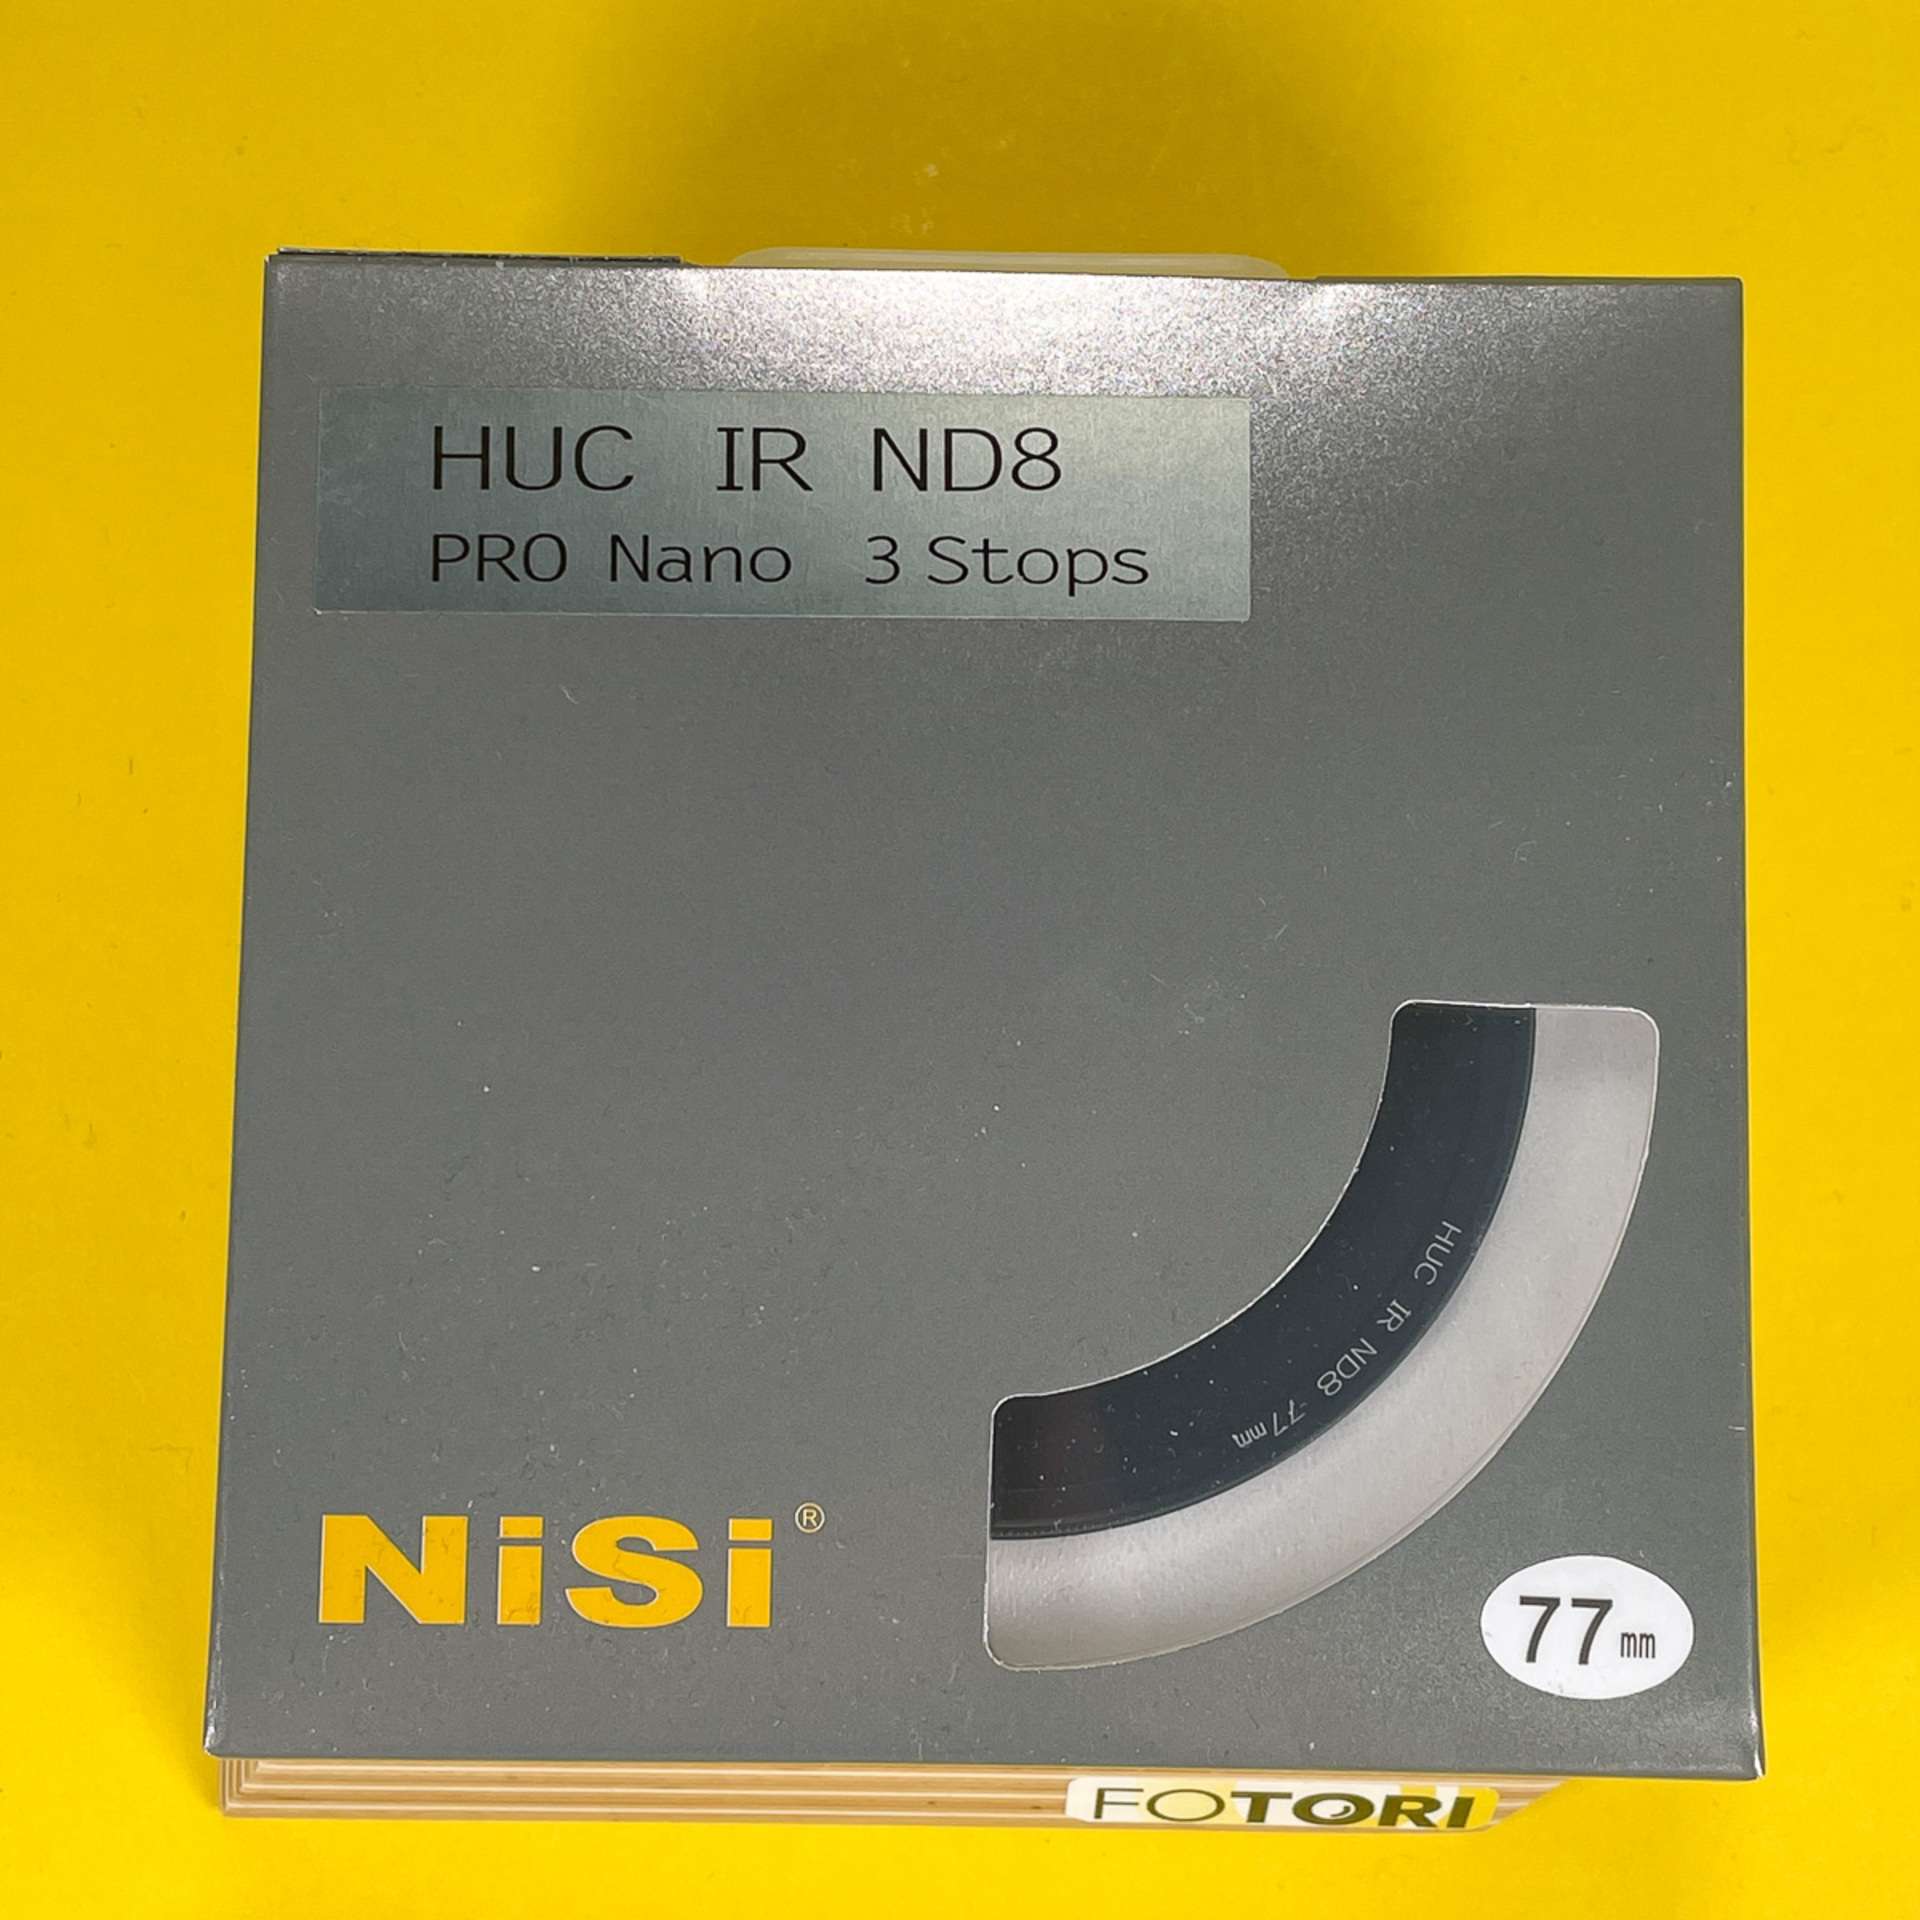 HUC IR ND8
PRO Nano 3 Stops
HUC IR ND8 77mm
NiSi®
77mm
FOTORI